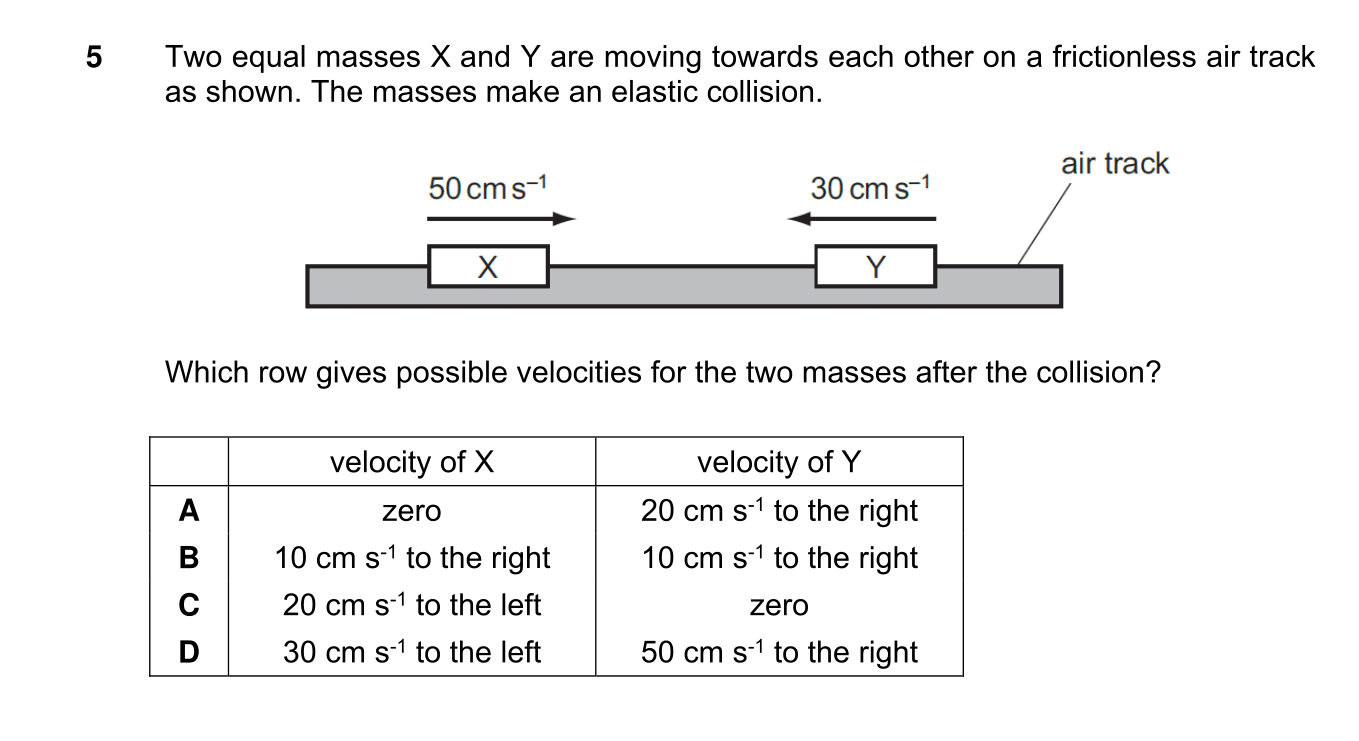 5 Two equal masses X and Y are moving towards each other on a frictionless air track
as shown. The masses make an elastic collision.
air track
50 cm s⁻¹ 30 cm s⁻¹
X Y
Which row gives possible velocities for the two masses after the collision?
velocity of X velocity of Y
A zero 20 cm s⁻¹ to the right
B 10 cm s⁻¹ to the right 10 cm s⁻¹ to the right
C 20 cm s⁻¹ to the left zero
D 30 cm s⁻¹ to the left 50 cm s⁻¹ to the right